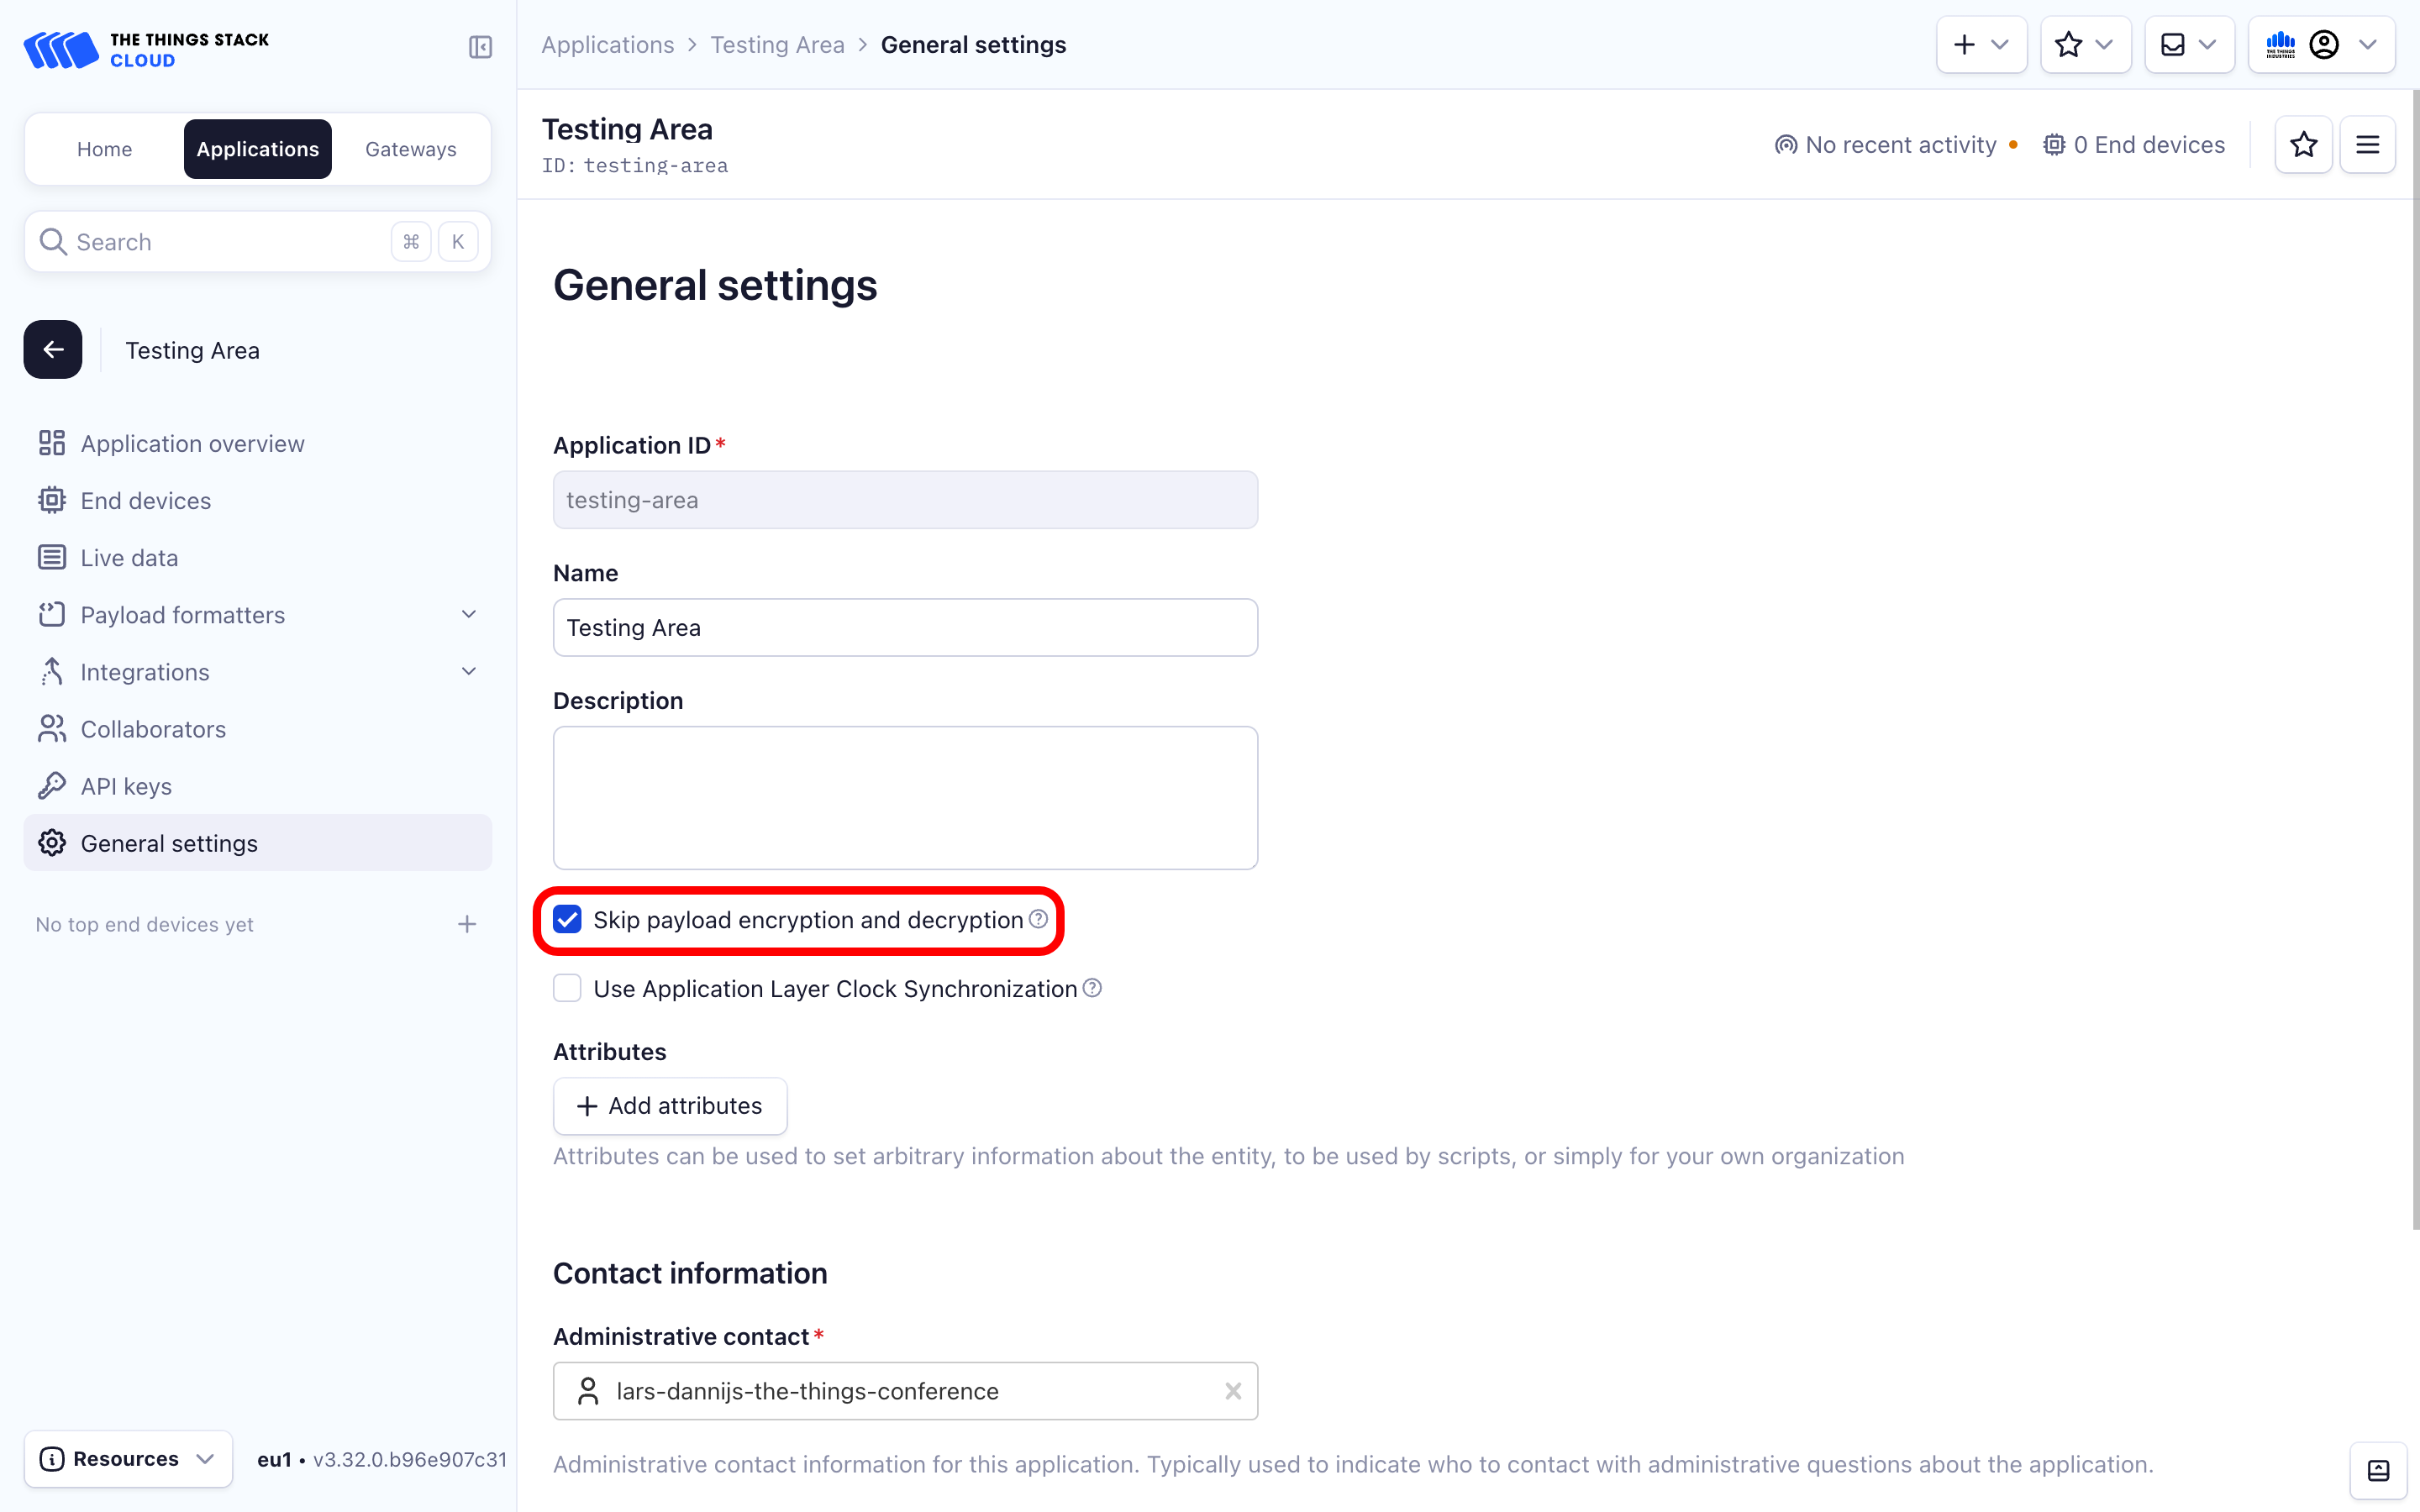 THE THINGS STACK
CLOUD
Home
Applications
Gateways
Search
⌘
K
Testing Area
Application overview
End devices
Live data
Payload formatters
Integrations
Collaborators
API keys
General settings
No top end devices yet
Resources
eu1 • v3.32.0.b96e907c31
Applications > Testing Area > General settings
THE THINGS
INDUSTRIES
Testing Area
ID: testing-area
No recent activity
0 End devices
General settings
Application ID*
testing-area
Name
Testing Area
Description
Skip payload encryption and decryption
Use Application Layer Clock Synchronization
Attributes
+ Add attributes
Attributes can be used to set arbitrary information about the entity, to be used by scripts, or simply for your own organization
Contact information
Administrative contact*
lars-dannijs-the-things-conference
Administrative contact information for this application. Typically used to indicate who to contact with administrative questions about the application.